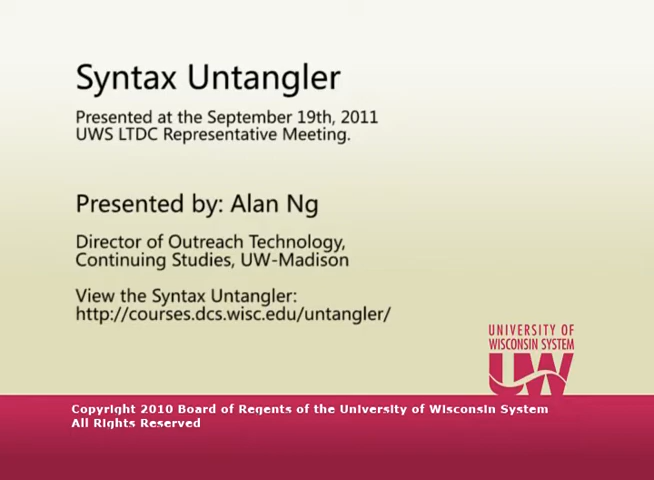 Syntax Untangler
Presented at the September 19th, 2011
UWS LTDC Representative Meeting.
Presented by: Alan Ng
Director of Outreach Technology,
Continuing Studies, UW-Madison
View the Syntax Untangler:
http://courses.dcs.wisc.edu/untangler/
UNIVERSITY OF
WISCONSIN SYSTEM
UW
Copyright 2010 Board of Regents of the University of Wisconsin System
All Rights Reserved